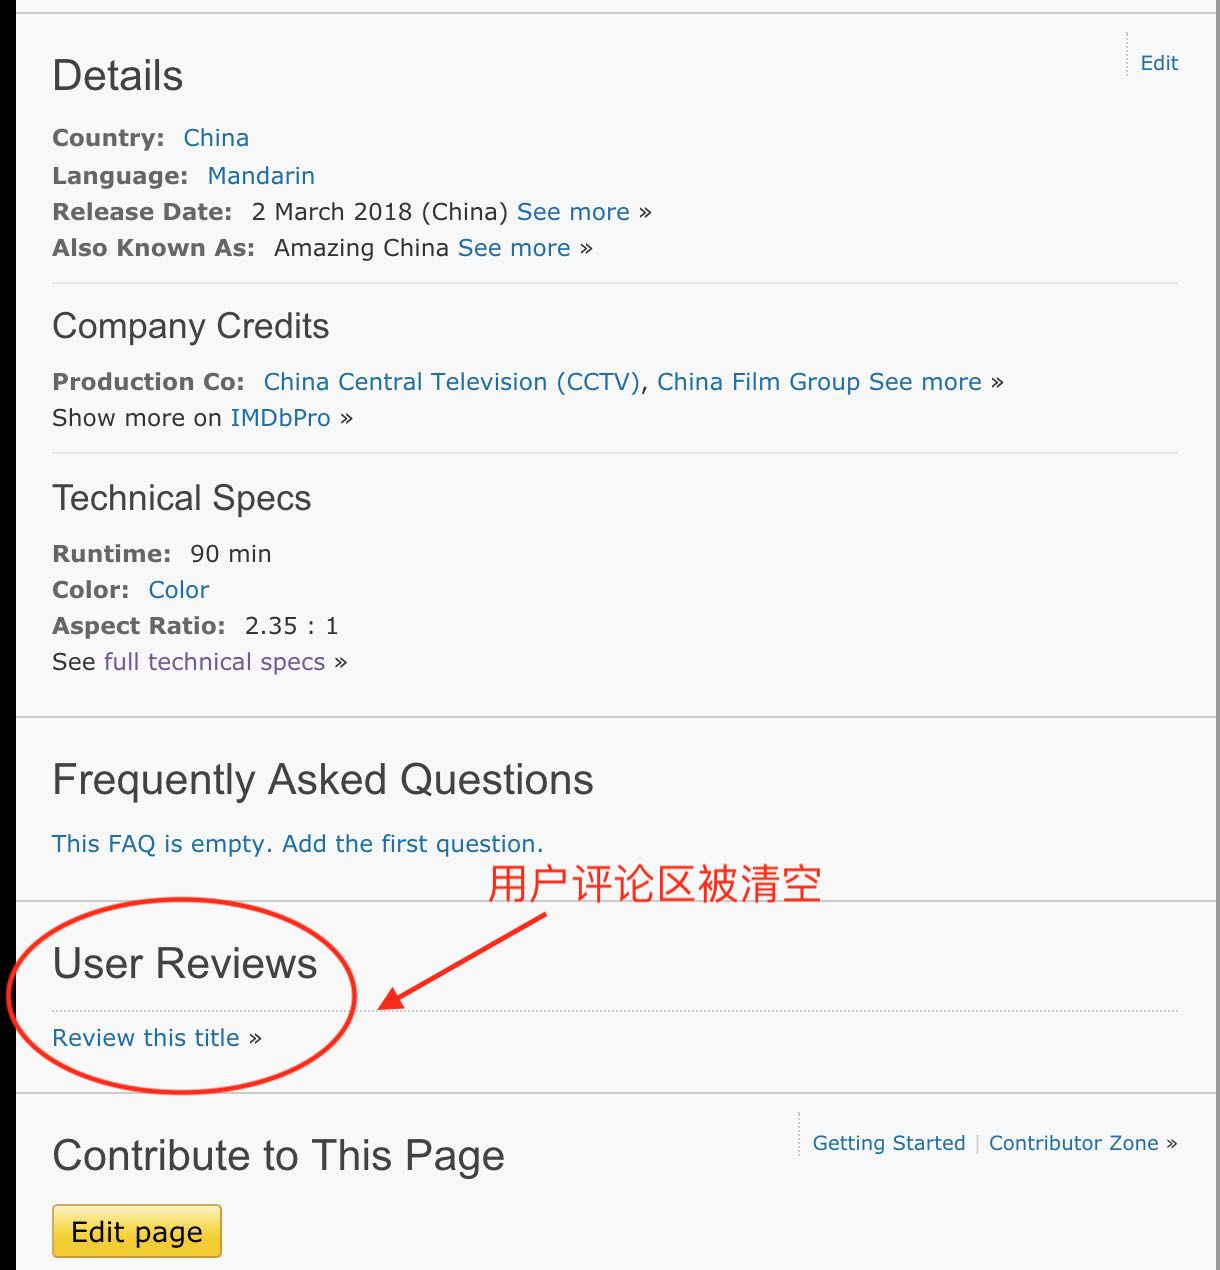 Details
Edit
Country: China
Language: Mandarin
Release Date: 2 March 2018 (China) See more »
Also Known As: Amazing China See more »
Company Credits
Production Co: China Central Television (CCTV), China Film Group See more »
Show more on IMDbPro »
Technical Specs
Runtime: 90 min
Color: Color
Aspect Ratio: 2.35 : 1
See full technical specs »
Frequently Asked Questions
This FAQ is empty. Add the first question.
用户评论区被清空
User Reviews
Review this title »
Contribute to This Page
Getting Started | Contributor Zone »
Edit page